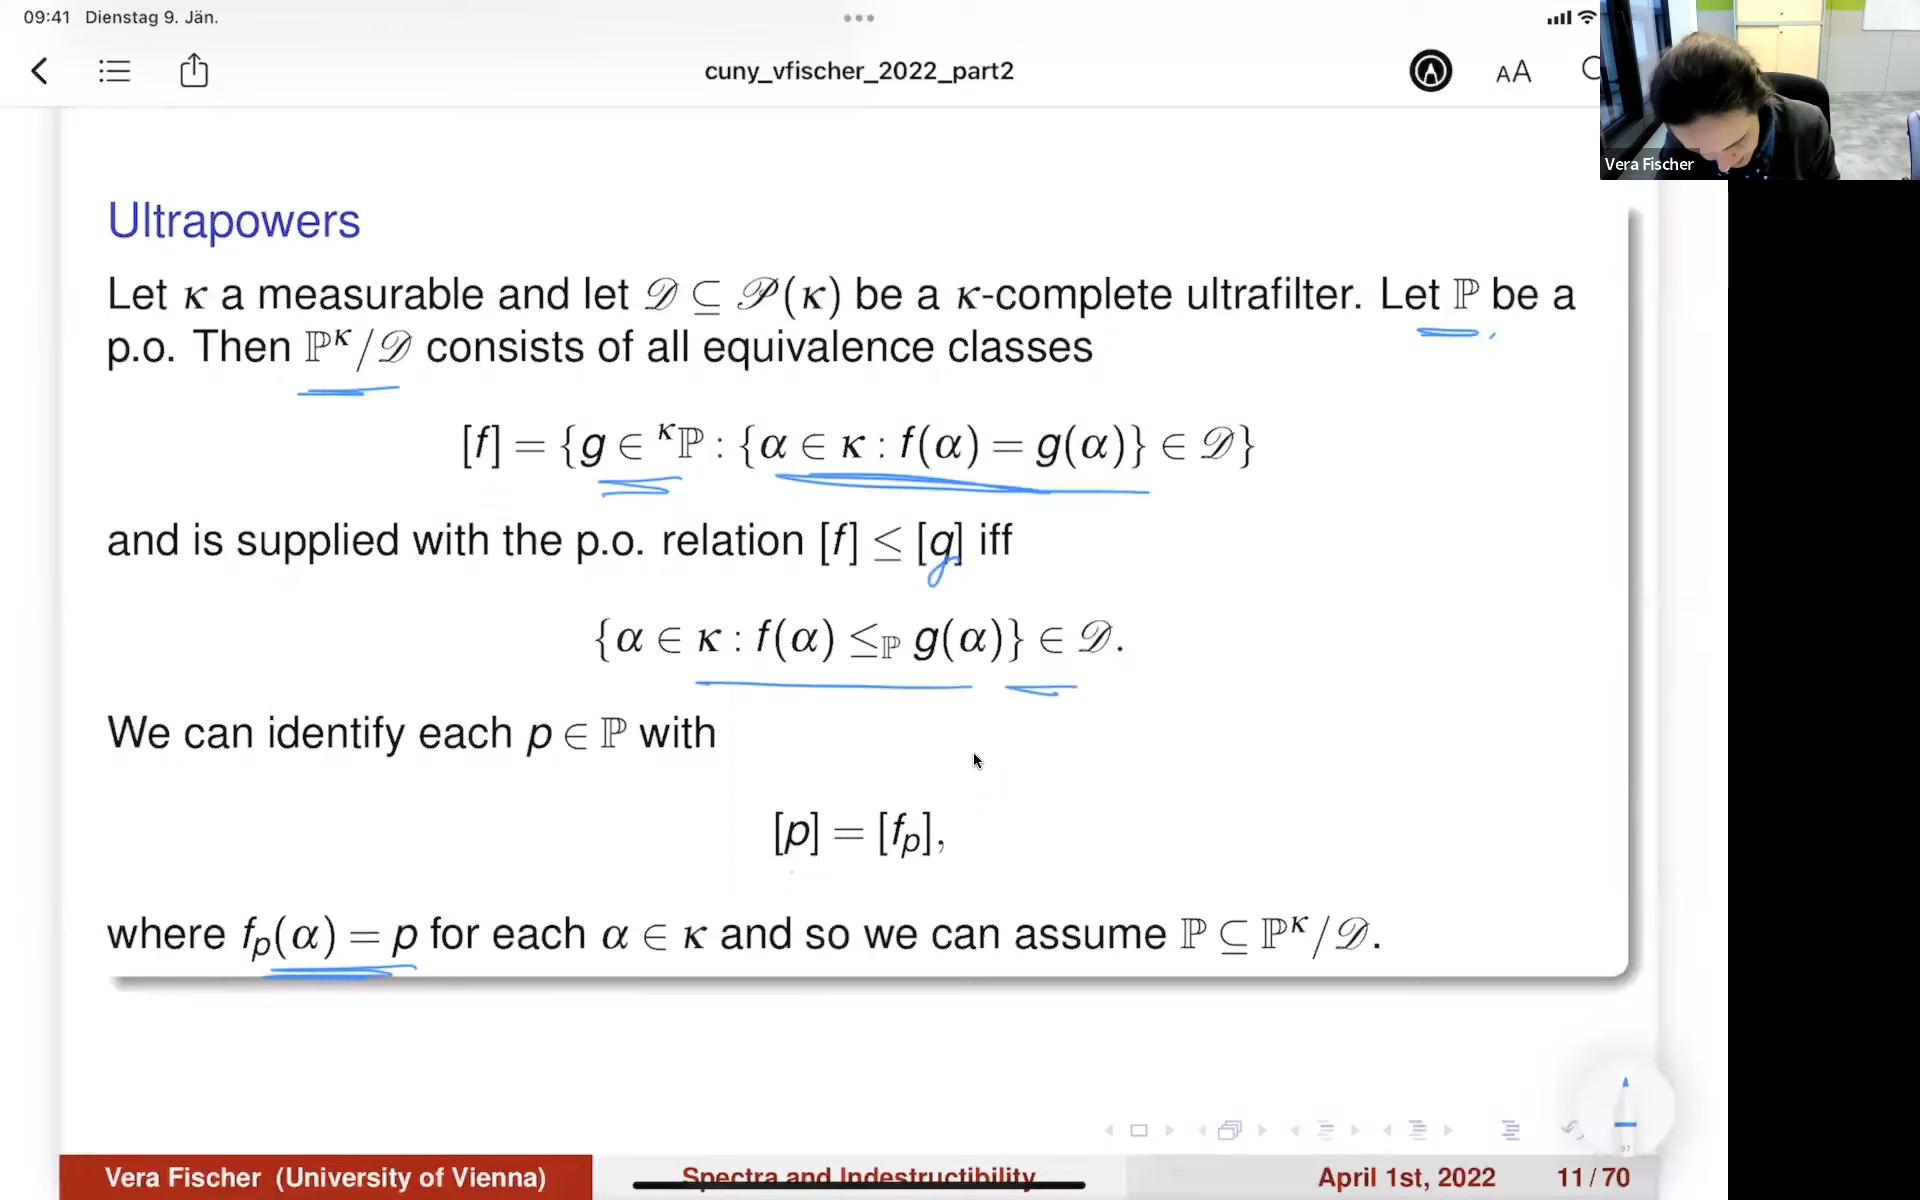 09:41 Dienstag 9. Jän.
cuny_vfischer_2022_part2
AA
Vera Fischer
Ultrapowers
Let κ a measurable and let 𝒟 ⊆ 𝒫(κ) be a κ-complete ultrafilter. Let ℙ be a
p.o. Then ℙ^κ/𝒟 consists of all equivalence classes
[f] = {g ∈ ^κℙ : {α ∈ κ : f(α) = g(α)} ∈ 𝒟}
and is supplied with the p.o. relation [f] ≤ [g] iff
{α ∈ κ : f(α) ≤_ℙ g(α)} ∈ 𝒟.
We can identify each p ∈ ℙ with
[p] = [f_p],
where f_p(α) = p for each α ∈ κ and so we can assume ℙ ⊆ ℙ^κ/𝒟.
97
Vera Fischer (University of Vienna) Spectra and Indestructibility April 1st, 2022 11/70